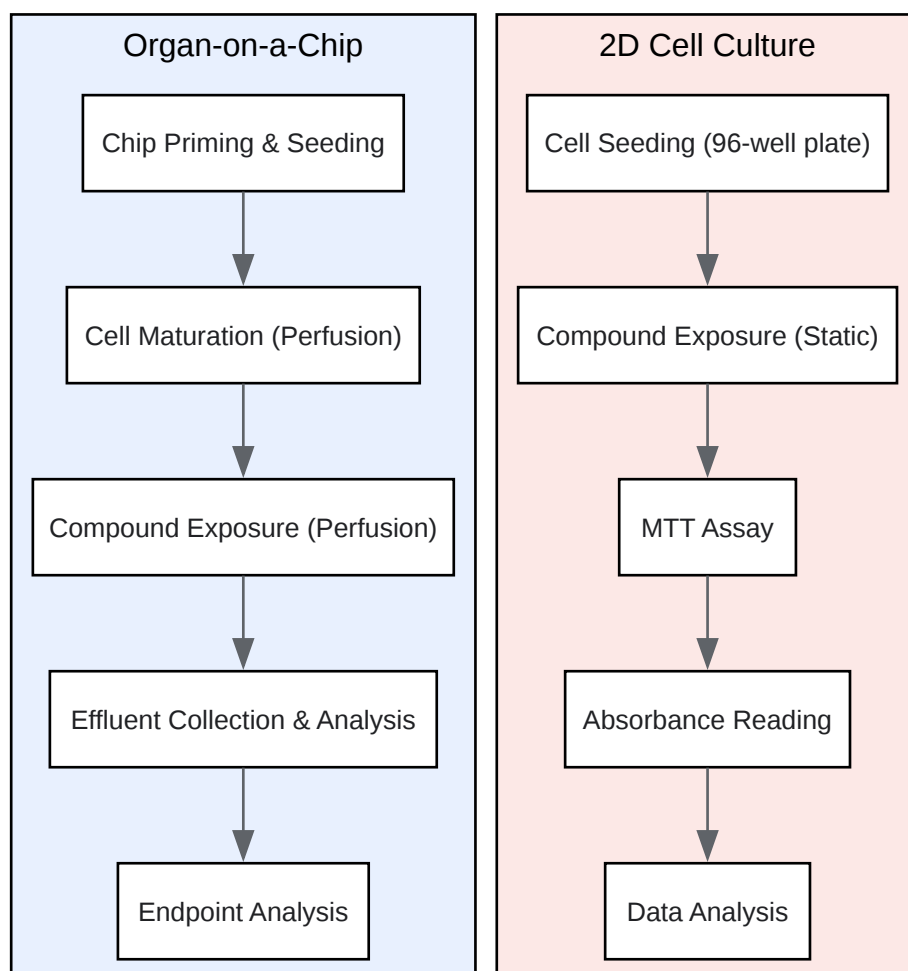 Organ-on-a-Chip
Chip Priming & Seeding
Cell Maturation (Perfusion)
Compound Exposure (Perfusion)
Effluent Collection & Analysis
Endpoint Analysis
2D Cell Culture
Cell Seeding (96-well plate)
Compound Exposure (Static)
MTT Assay
Absorbance Reading
Data Analysis